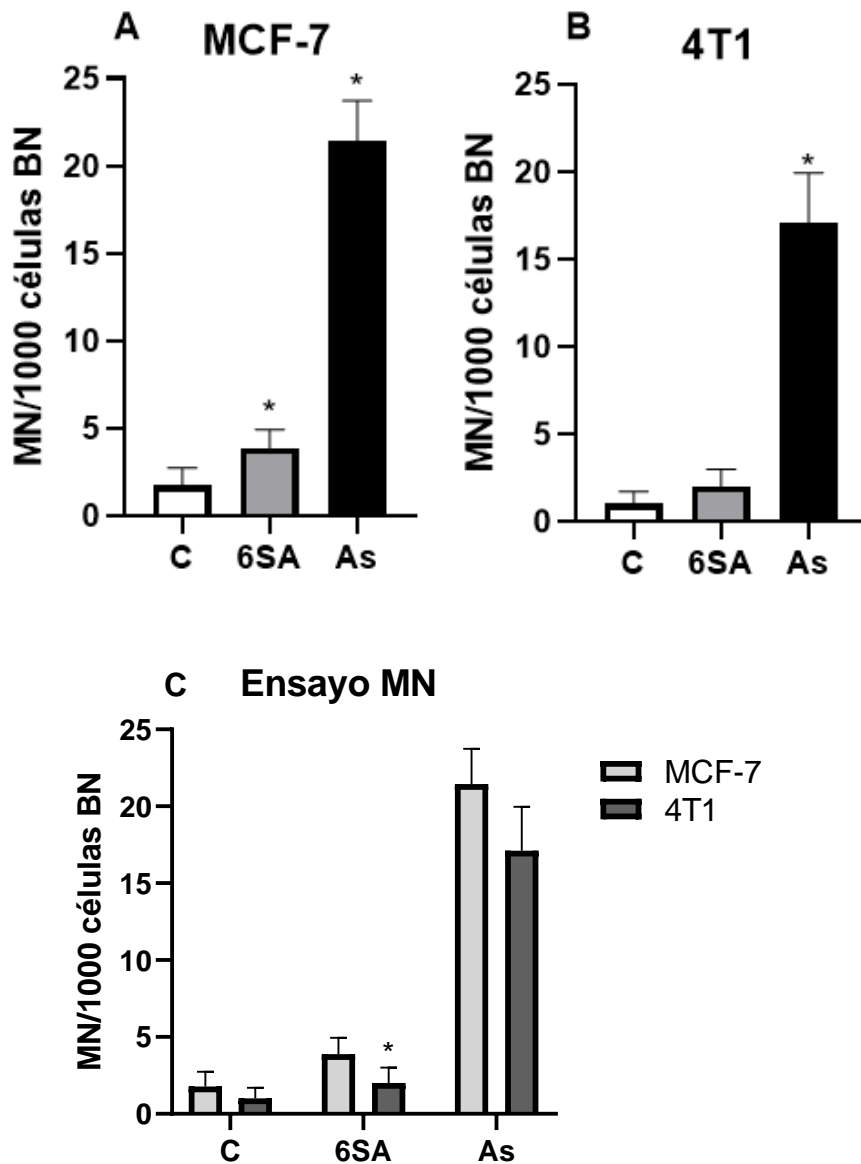 A
MCF-7
MN/1000 células BN
25
20
15
10
5
0
*
*
C
6SA
As
B
4T1
MN/1000 células BN
25
20
15
10
5
0
*
C
6SA
As
C
Ensayo MN
MN/1000 células BN
25
20
15
10
5
0
*
C
6SA
As
MCF-7
4T1